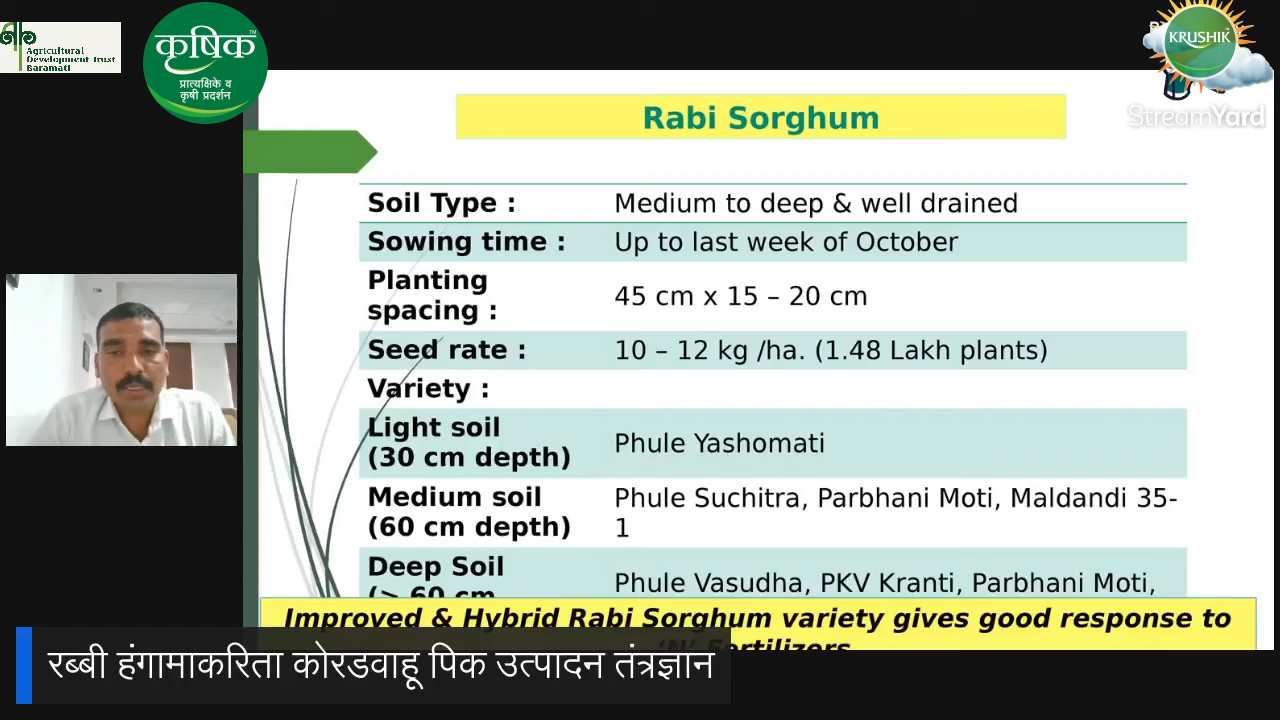 Agricultural
Development Trust
Baramati
कृषिक
प्रात्यक्षिके व
कृषी प्रदर्शन
KRUSHIK
StreamYard
Rabi Sorghum
Soil Type : Medium to deep & well drained
Sowing time : Up to last week of October
Planting
spacing : 45 cm x 15 – 20 cm
Seed rate : 10 – 12 kg /ha. (1.48 Lakh plants)
Variety :
Light soil
(30 cm depth) Phule Yashomati
Medium soil
(60 cm depth) Phule Suchitra, Parbhani Moti, Maldandi 35-
1
Deep Soil
(> 60 cm Phule Vasudha, PKV Kranti, Parbhani Moti,
Improved & Hybrid Rabi Sorghum variety gives good response to
‘N’ Fertilizers
रब्बी हंगामाकरिता कोरडवाहू पिक उत्पादन तंत्रज्ञान